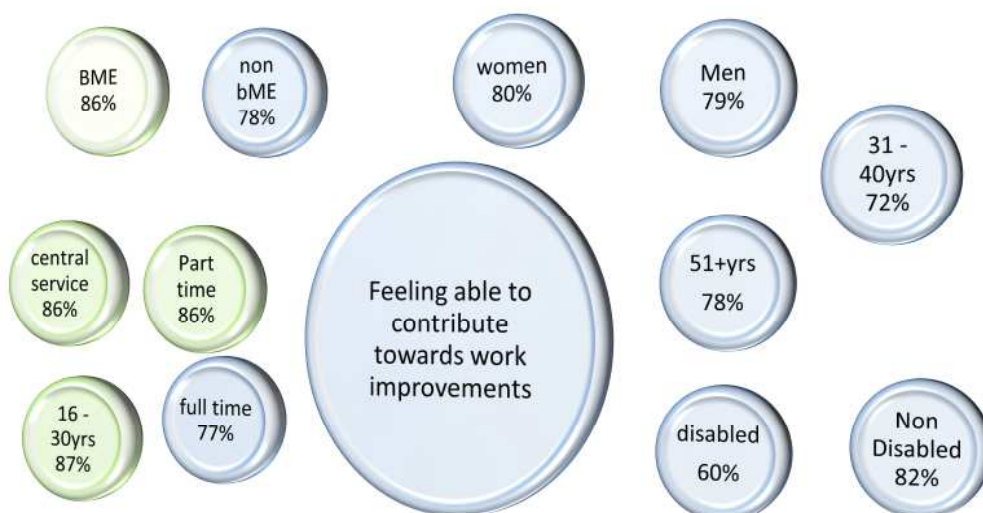 BME
86%
non
bME
78%
women
80%
Men
79%
31 -
40yrs
72%
central
service
86%
Part
time
86%
Feeling able to
contribute
towards work
improvements
51+yrs
78%
16 -
30yrs
87%
full time
77%
disabled
60%
Non
Disabled
82%